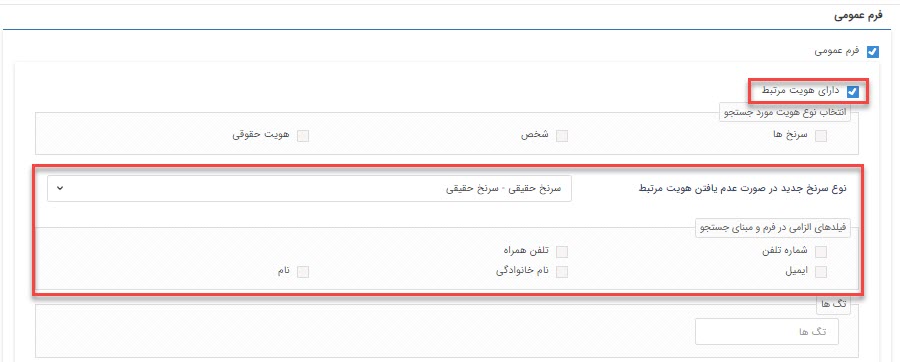 فرم عمومی
فرم عمومی
دارای هویت مرتبط
انتخاب نوع هویت مورد جستجو
سرنخ ها شخص هویت حقوقی
نوع سرنخ جدید در صورت عدم یافتن هویت مرتبط سرنخ حقیقی - سرنخ حقیقی
فیلدهای الزامی در فرم و مبنای جستجو
شماره تلفن تلفن همراه
ایمیل نام خانوادگی نام
تگ ها
تگ ها